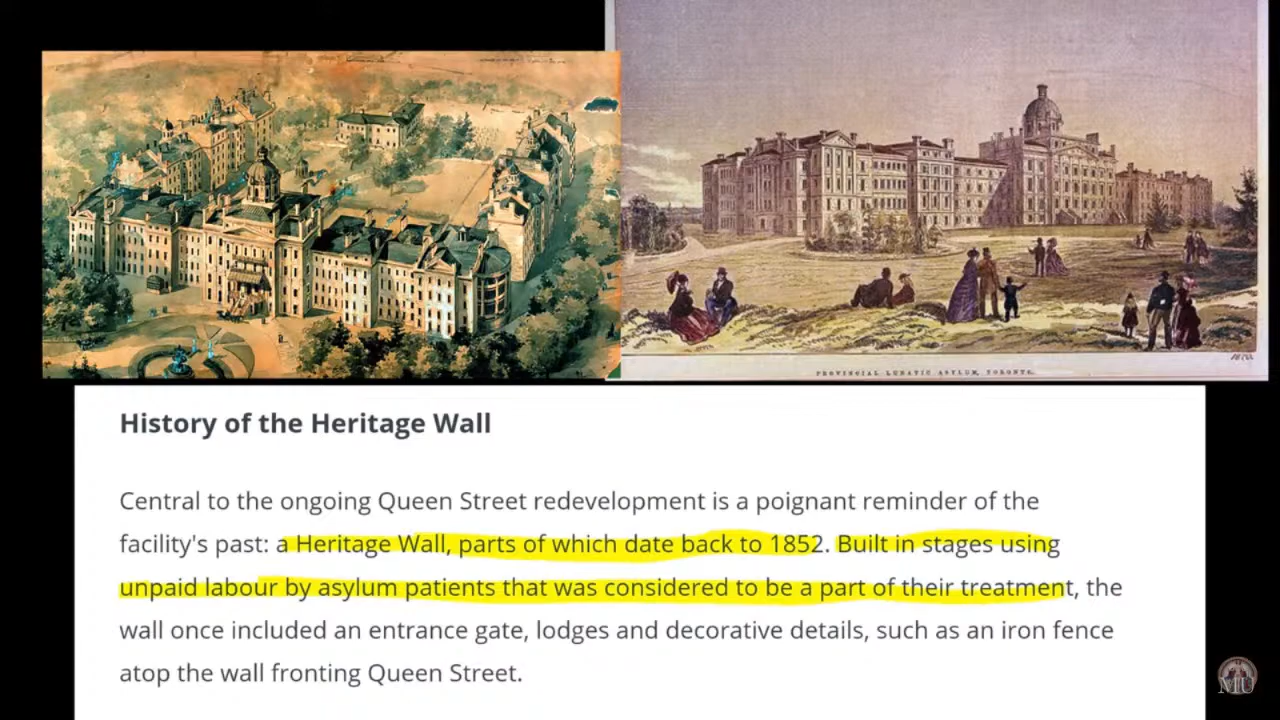 PROVINCIAL LUNATIC ASYLUM, TORONTO.
History of the Heritage Wall
Central to the ongoing Queen Street redevelopment is a poignant reminder of the
facility's past: a Heritage Wall, parts of which date back to 1852. Built in stages using
unpaid labour by asylum patients that was considered to be a part of their treatment, the
wall once included an entrance gate, lodges and decorative details, such as an iron fence
atop the wall fronting Queen Street.
MU